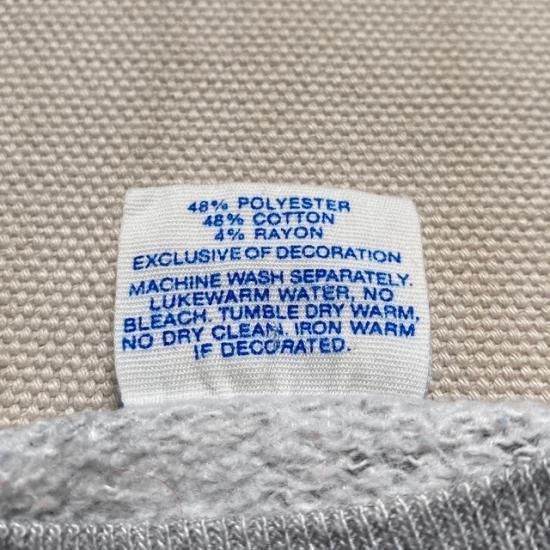 48% POLYESTER
48% COTTON
4% RAYON
EXCLUSIVE OF DECORATION
MACHINE WASH SEPARATELY.
LUKEWARM WATER, NO
BLEACH. TUMBLE DRY WARM,
NO DRY CLEAN. IRON WARM
IF DECORATED.